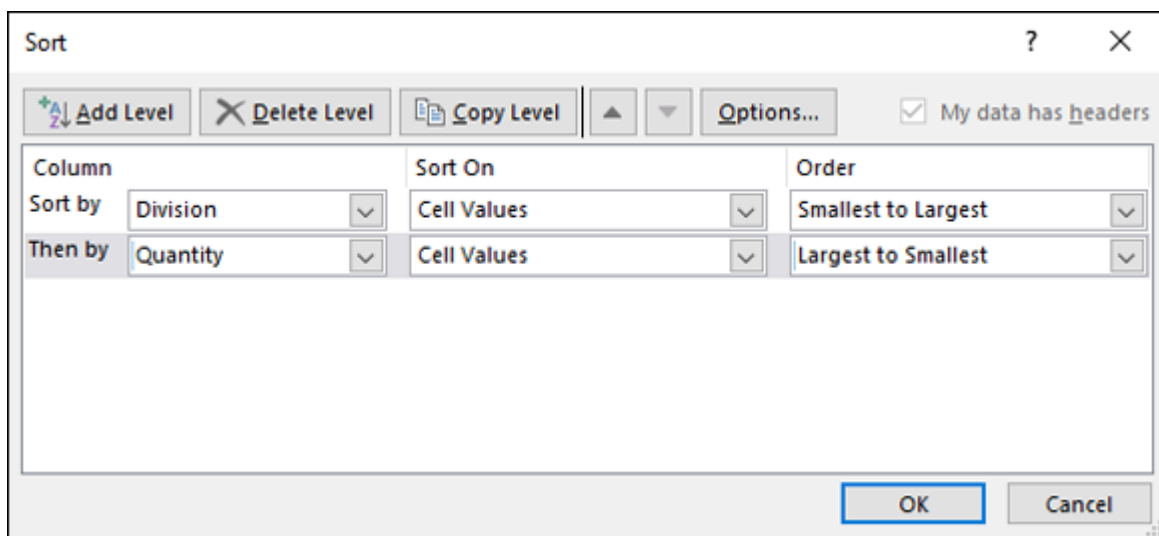 Sort
Add Level Delete Level Copy Level Options... My data has headers
Column Sort On Order
Sort by Division Cell Values Smallest to Largest
Then by Quantity Cell Values Largest to Smallest
OK Cancel